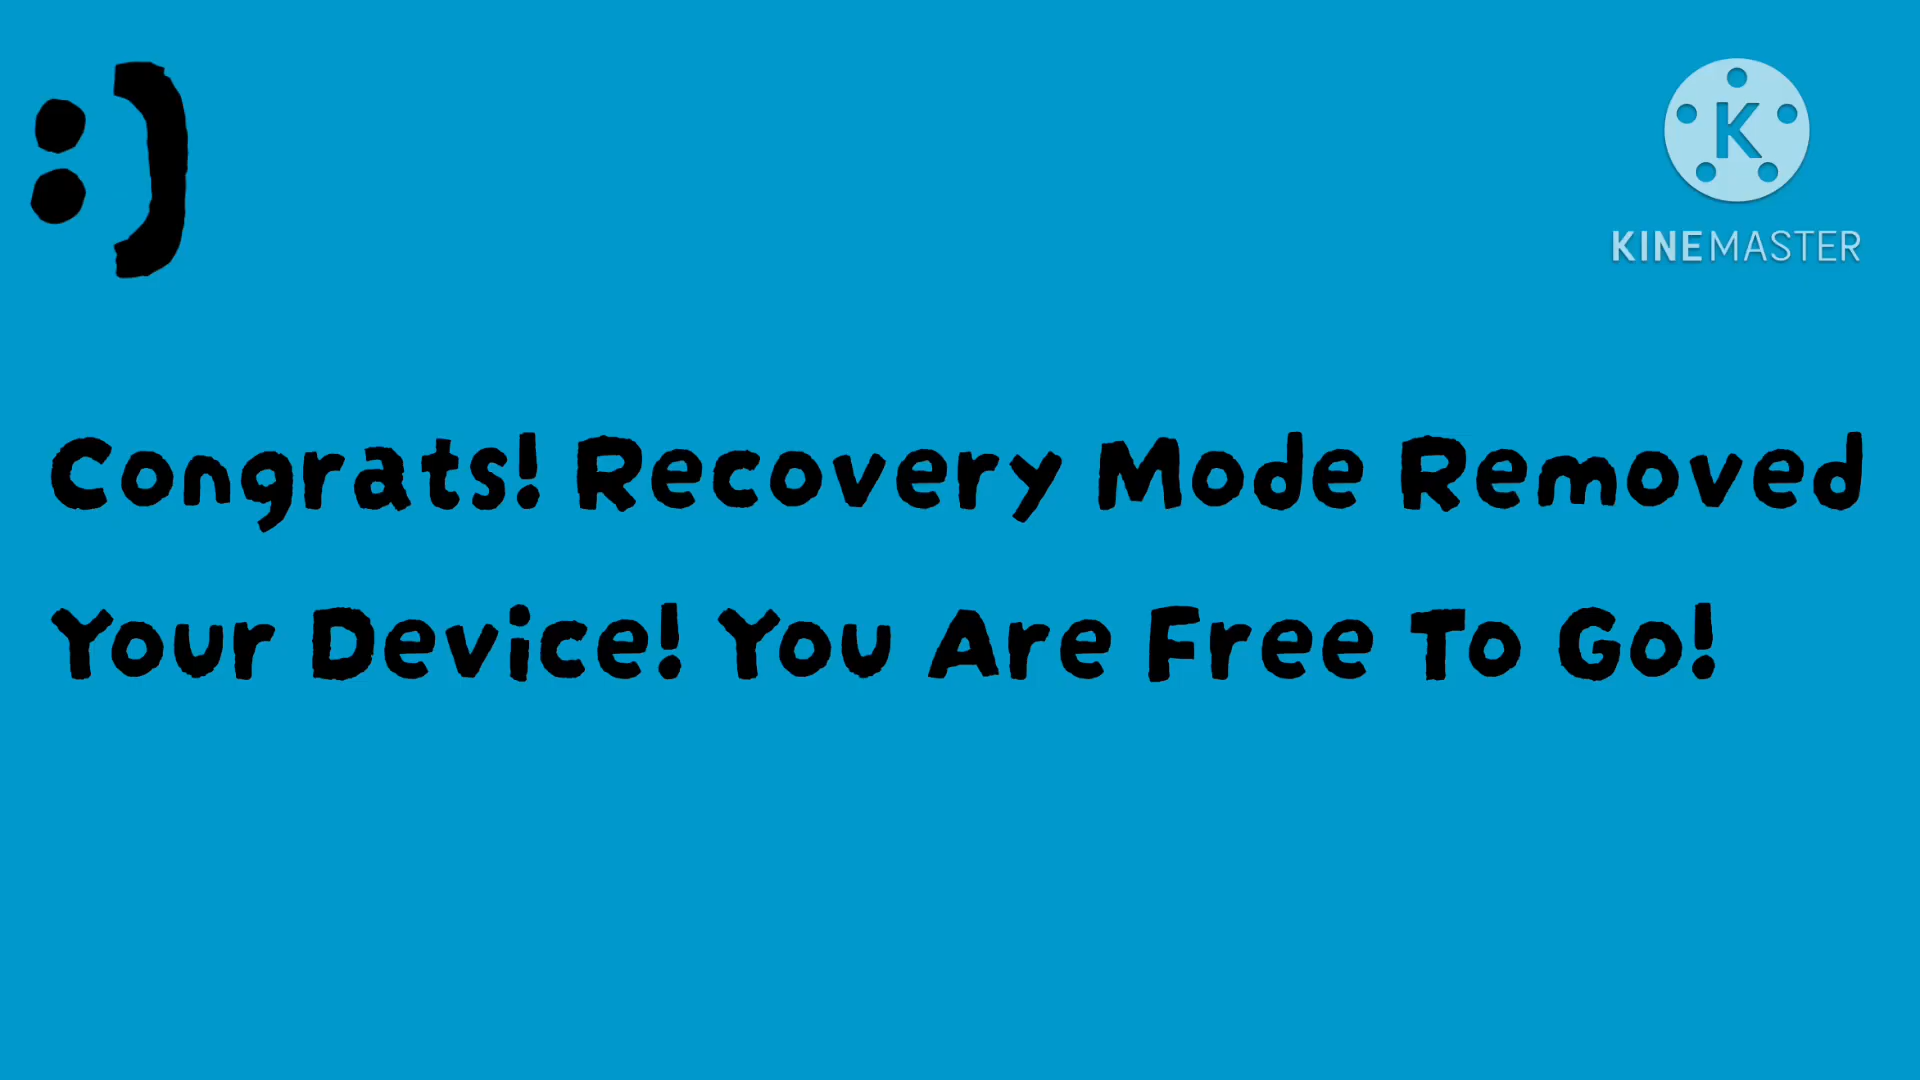 :)
K
KINEMASTER
Congrats! Recovery Mode Removed
Your Device! You Are Free To Go!